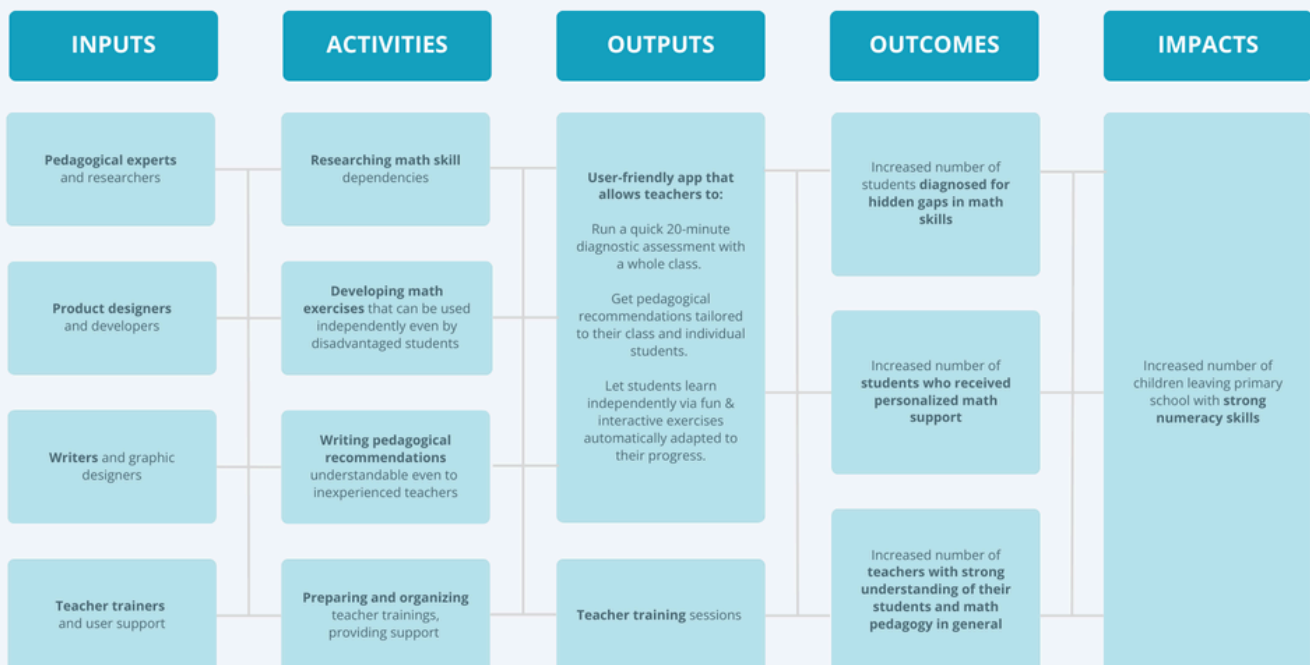 INPUTS
ACTIVITIES
OUTPUTS
OUTCOMES
IMPACTS
Pedagogical experts
and researchers
Product designers
and developers
Writers and graphic
designers
Teacher trainers
and user support
Researching math skill
dependencies
Developing math
exercises that can be used
independently even by
disadvantaged students
Writing pedagogical
recommendations
understandable even to
inexperienced teachers
Preparing and organizing
teacher trainings,
providing support
User-friendly app that
allows teachers to:
Run a quick 20-minute
diagnostic assessment with
a whole class.
Get pedagogical
recommendations tailored
to their class and individual
students.
Let students learn
independently via fun &
interactive exercises
automatically adapted to
their progress.
Teacher training sessions
Increased number of
students diagnosed for
hidden gaps in math
skills
Increased number of
students who received
personalized math
support
Increased number of
teachers with strong
understanding of their
students and math
pedagogy in general
Increased number of
children leaving primary
school with strong
numeracy skills